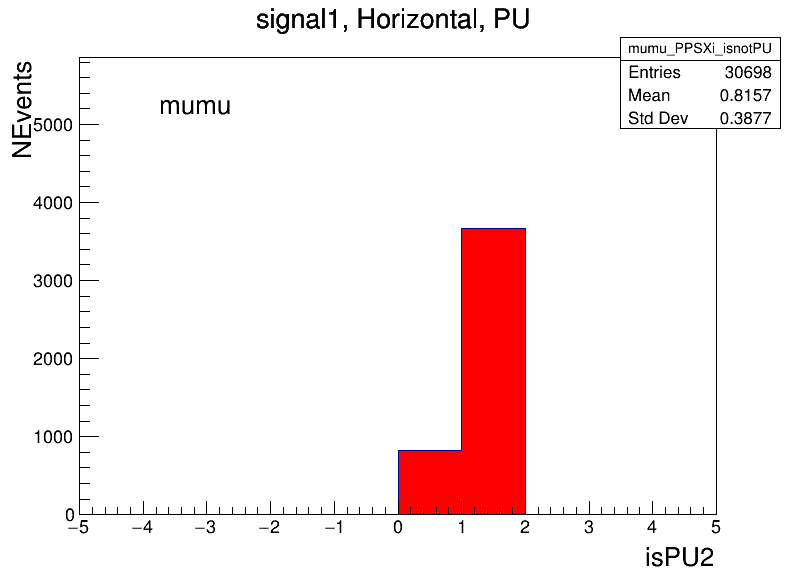 signal1, Horizontal, PU
mumu_PPSXi_isnotPU
Entries 30698
Mean 0.8157
Std Dev 0.3877
NEvents
mumu
5000
4000
3000
2000
1000
0
−5 −4 −3 −2 −1 0 1 2 3 4 5
isPU2